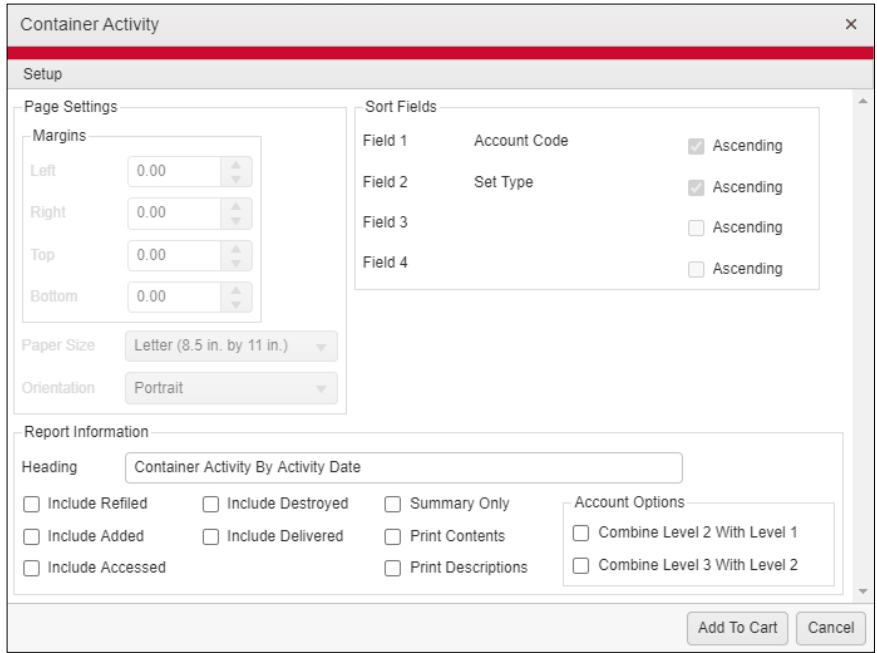 Container Activity
Setup
Page Settings
Margins
Left 0.00
Right 0.00
Top 0.00
Bottom 0.00
Paper Size Letter (8.5 in. by 11 in.)
Orientation Portrait
Sort Fields
Field 1 Account Code Ascending
Field 2 Set Type Ascending
Field 3 Ascending
Field 4 Ascending
Report Information
Heading Container Activity By Activity Date
Include Refiled Include Destroyed Summary Only
Include Added Include Delivered Print Contents
Include Accessed Print Descriptions
Account Options
Combine Level 2 With Level 1
Combine Level 3 With Level 2
Add To Cart Cancel